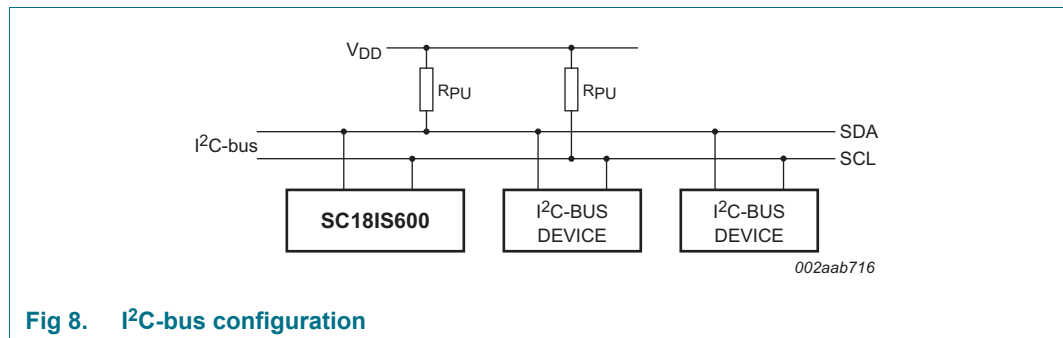 VDD
RPU RPU
SDA
I2C-bus
SCL
SC18IS600
I2C-BUS
DEVICE
I2C-BUS
DEVICE
002aab716
Fig 8. I2C-bus configuration